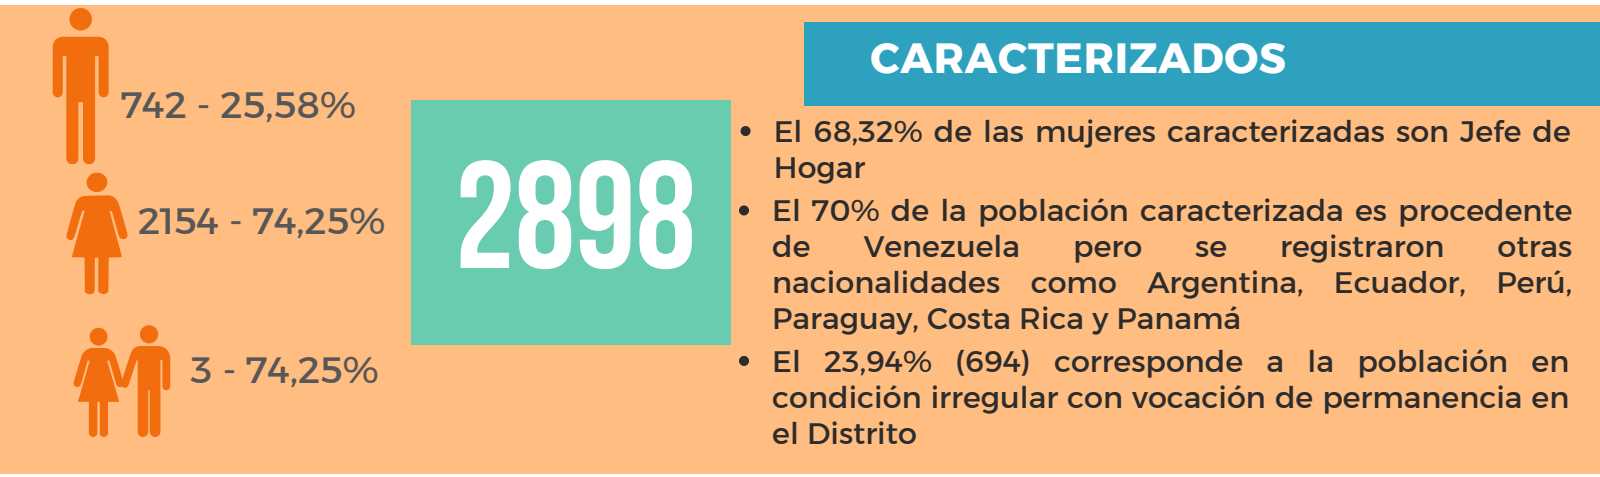 742 - 25,58%
2154 - 74,25%
3 - 74,25%
2898
CARACTERIZADOS
• El 68,32% de las mujeres caracterizadas son Jefe de
Hogar
• El 70% de la población caracterizada es procedente
de Venezuela pero se registraron otras
nacionalidades como Argentina, Ecuador, Perú,
Paraguay, Costa Rica y Panamá
• El 23,94% (694) corresponde a la población en
condición irregular con vocación de permanencia en
el Distrito